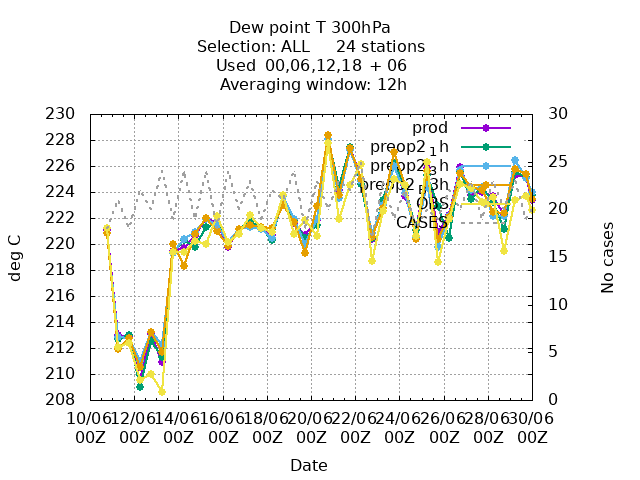 Dew point T 300hPa
Selection: ALL 24 stations
Used 00,06,12,18 + 06
Averaging window: 12h
230
228
226
224
222
220
218
216
214
212
210
208
30
25
20
15
10
5
0
deg C
No cases
prod
OBS
CASES
10/06 12/06 14/06 16/06 18/06 20/06 22/06 24/06 26/06 28/06 30/06
00Z 00Z 00Z 00Z 00Z 00Z 00Z 00Z 00Z 00Z 00Z
Date